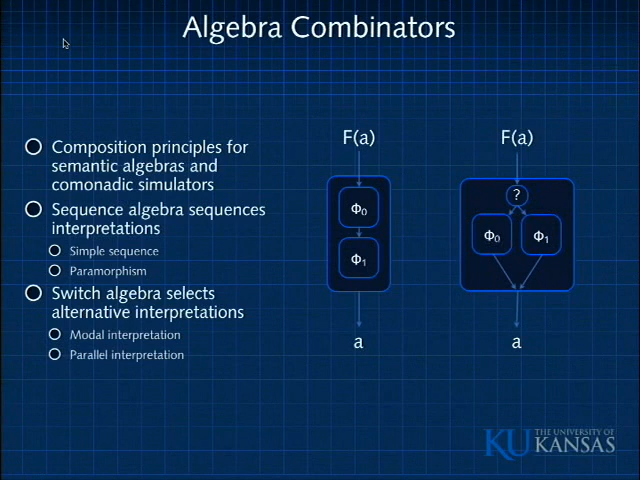 Algebra Combinators
Composition principles for
semantic algebras and
comonadic simulators
Sequence algebra sequences
interpretations
Simple sequence
Paramorphism
Switch algebra selects
alternative interpretations
Modal interpretation
Parallel interpretation
F(a)
Φ₀
Φ₁
a
F(a)
?
Φ₀ Φ₁
a
KU THE UNIVERSITY OF
KANSAS